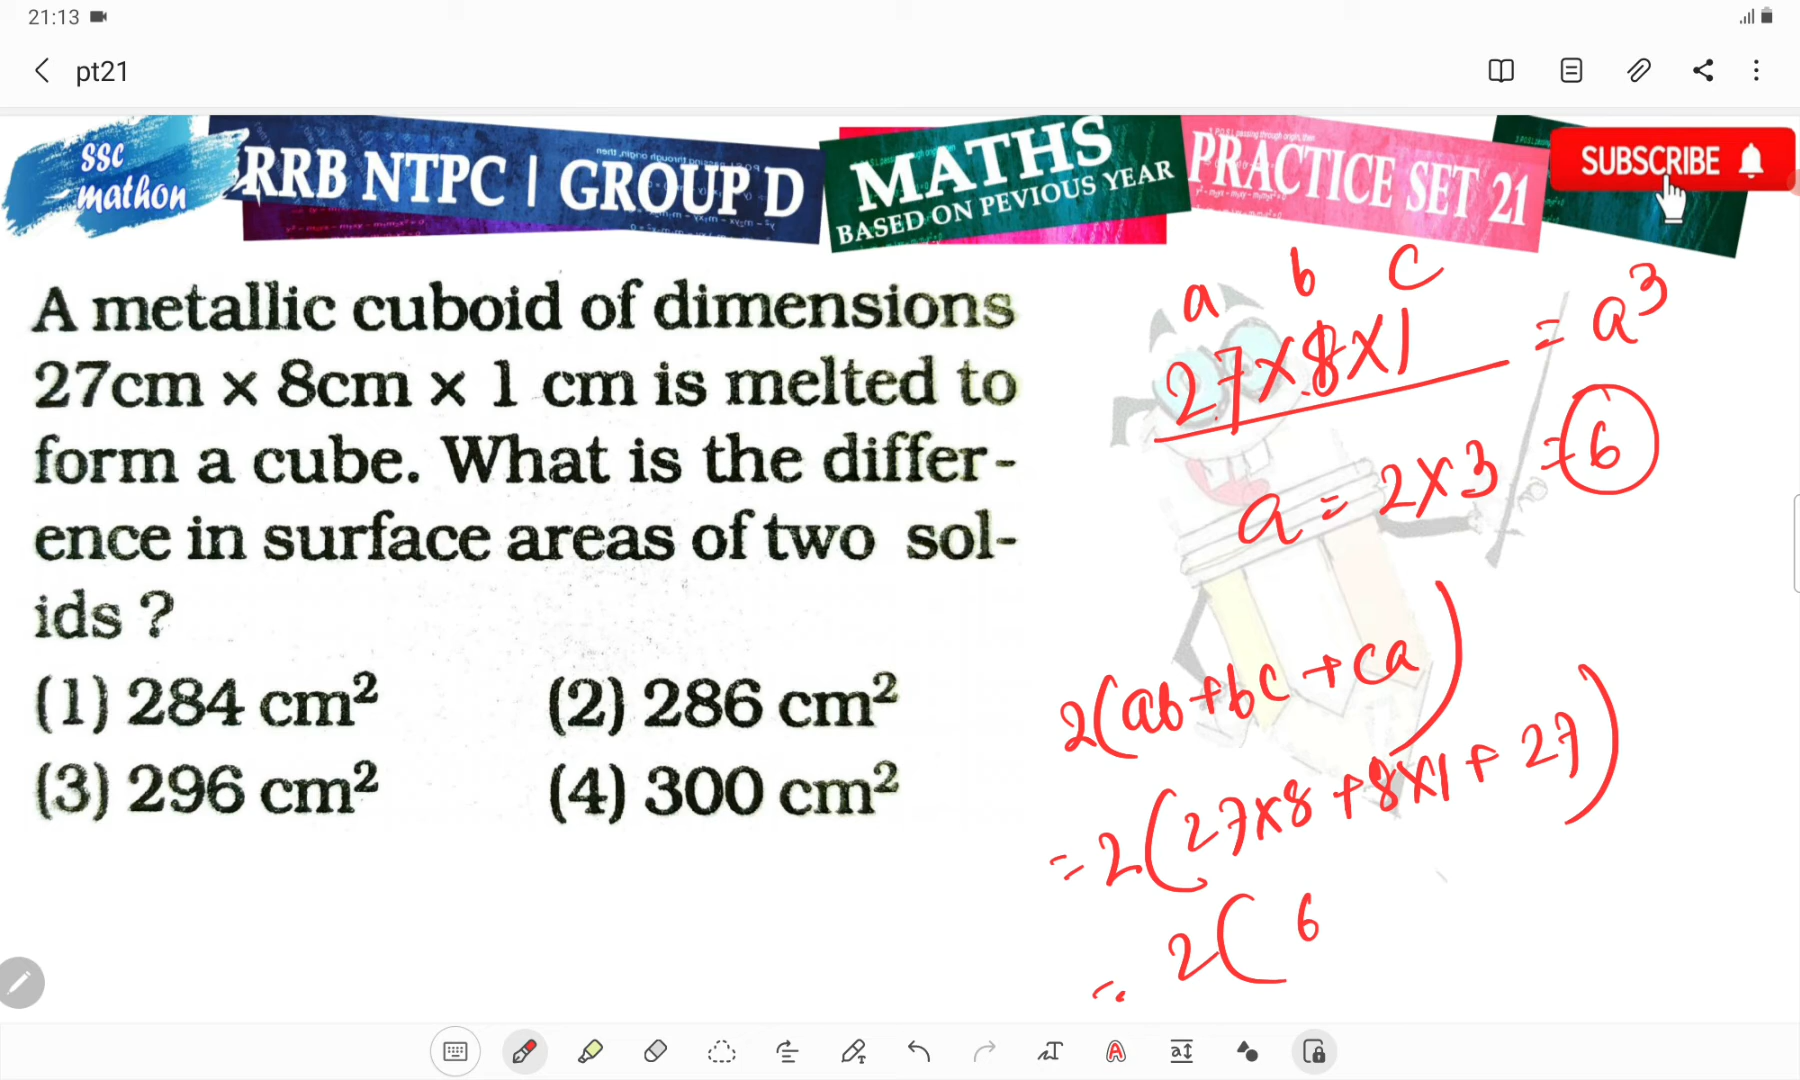 21:13
pt21
SSC
mathon
RRB NTPC | GROUP D
MATHS
BASED ON PEVIOUS YEAR
PRACTICE SET 21
SUBSCRIBE
A metallic cuboid of dimensions
27cm × 8cm × 1 cm is melted to
form a cube. What is the differ-
ence in surface areas of two sol-
ids ?
(1) 284 cm² (2) 286 cm²
(3) 296 cm² (4) 300 cm²
a b c
27×8×1 = a³
a = 2×3 = 6
2(ab+bc+ca)
= 2(27×8+8×1+27)
= 2(6